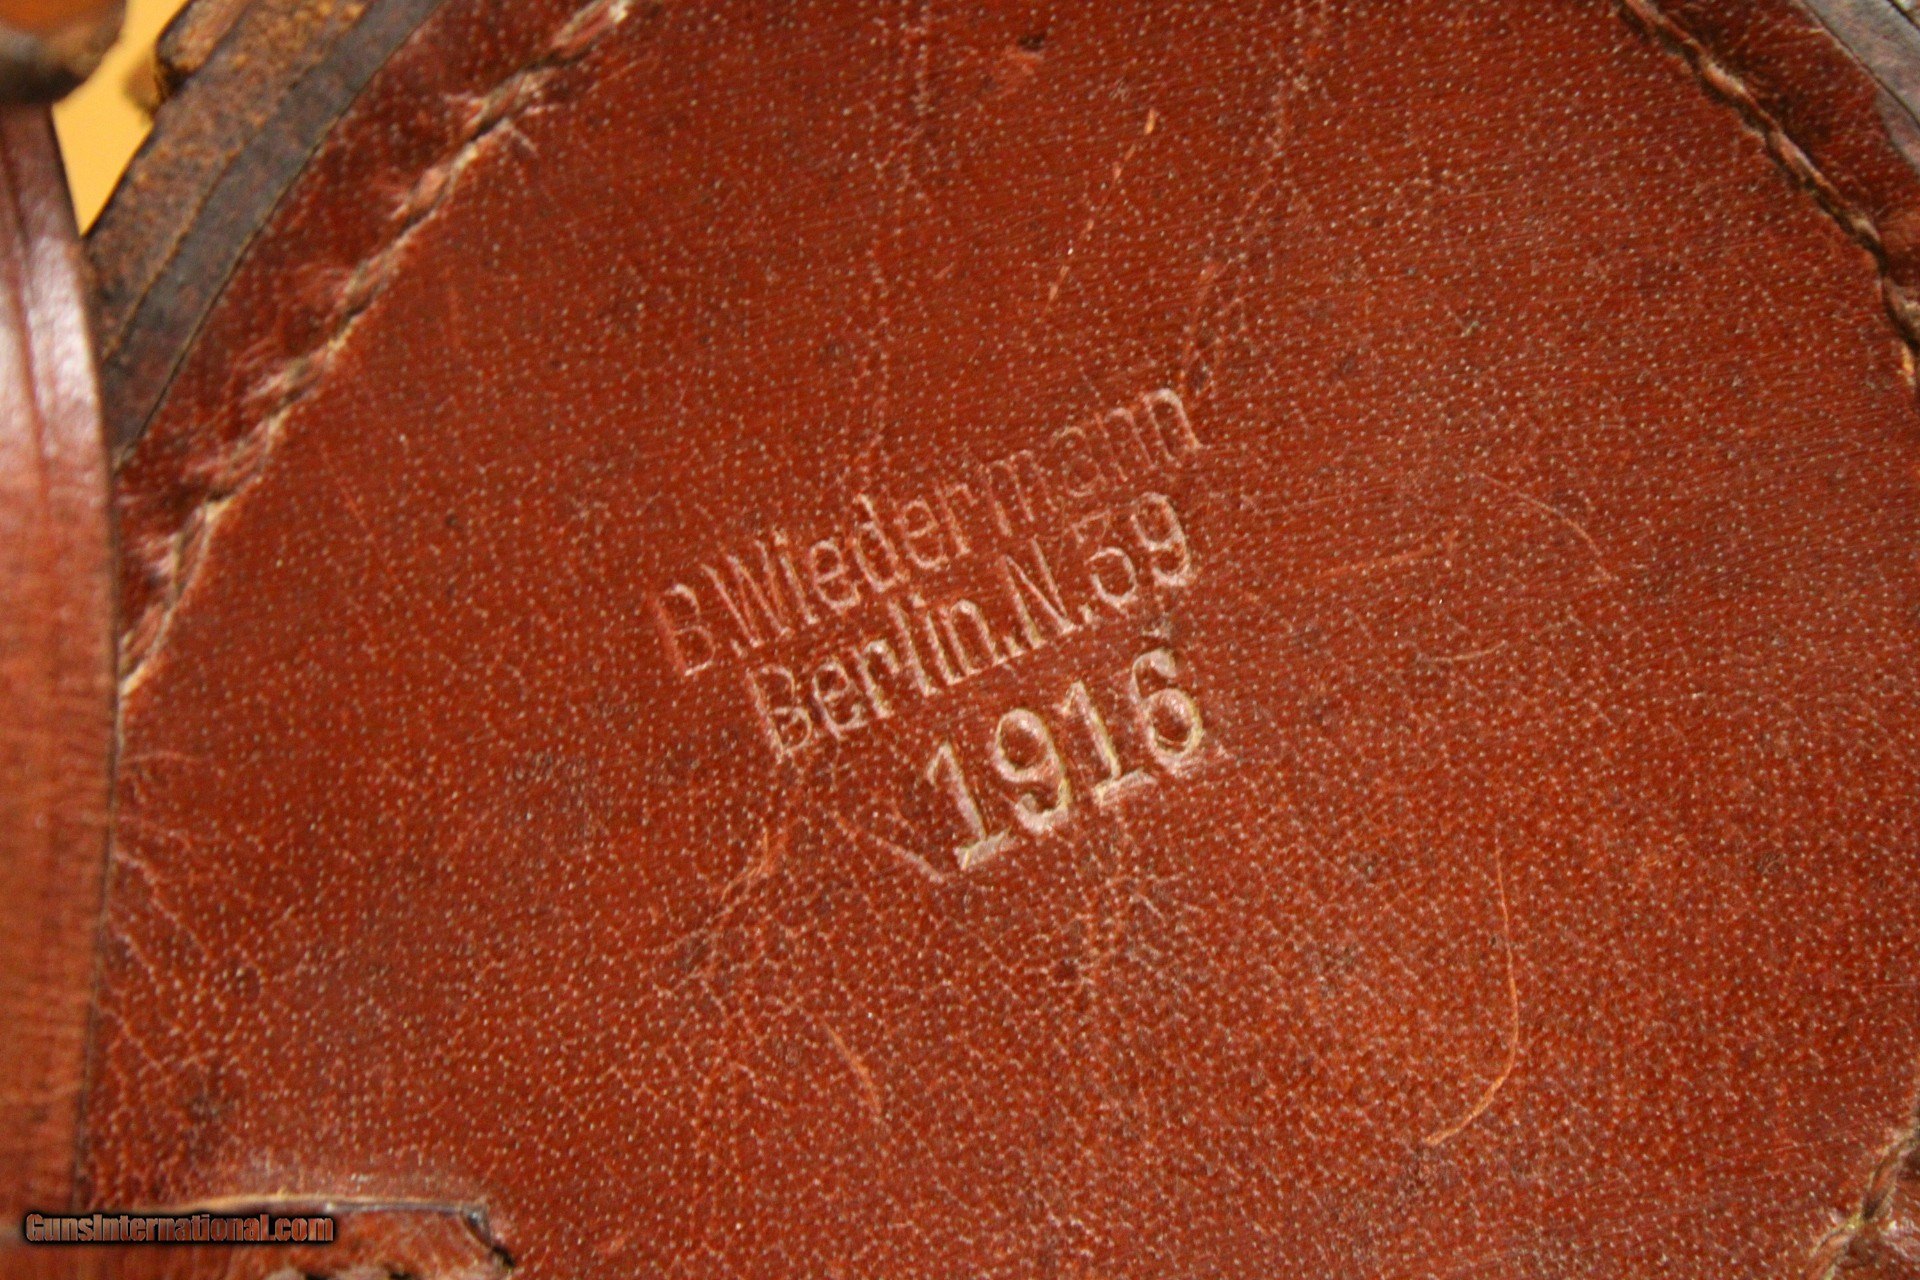 B.Wiedermann
Berlin.N.39
1916
GunsInternational.com